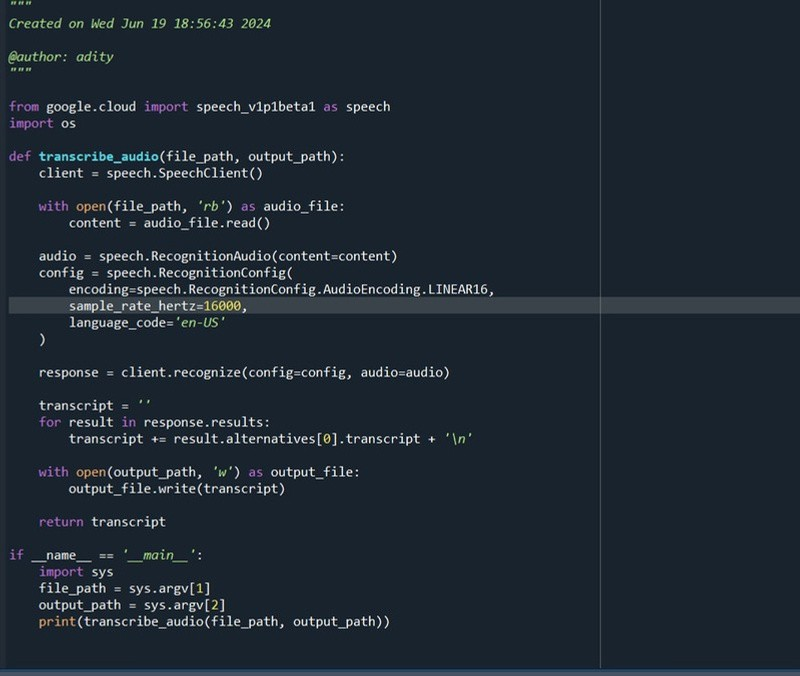 """
Created on Wed Jun 19 18:56:43 2024

@author: adity
"""

from google.cloud import speech_v1p1beta1 as speech
import os

def transcribe_audio(file_path, output_path):
    client = speech.SpeechClient()

    with open(file_path, 'rb') as audio_file:
        content = audio_file.read()

    audio = speech.RecognitionAudio(content=content)
    config = speech.RecognitionConfig(
        encoding=speech.RecognitionConfig.AudioEncoding.LINEAR16,
        sample_rate_hertz=16000,
        language_code='en-US'
    )

    response = client.recognize(config=config, audio=audio)

    transcript = ''
    for result in response.results:
        transcript += result.alternatives[0].transcript + '\n'

    with open(output_path, 'w') as output_file:
        output_file.write(transcript)

    return transcript

if __name__ == '__main__':
    import sys
    file_path = sys.argv[1]
    output_path = sys.argv[2]
    print(transcribe_audio(file_path, output_path))